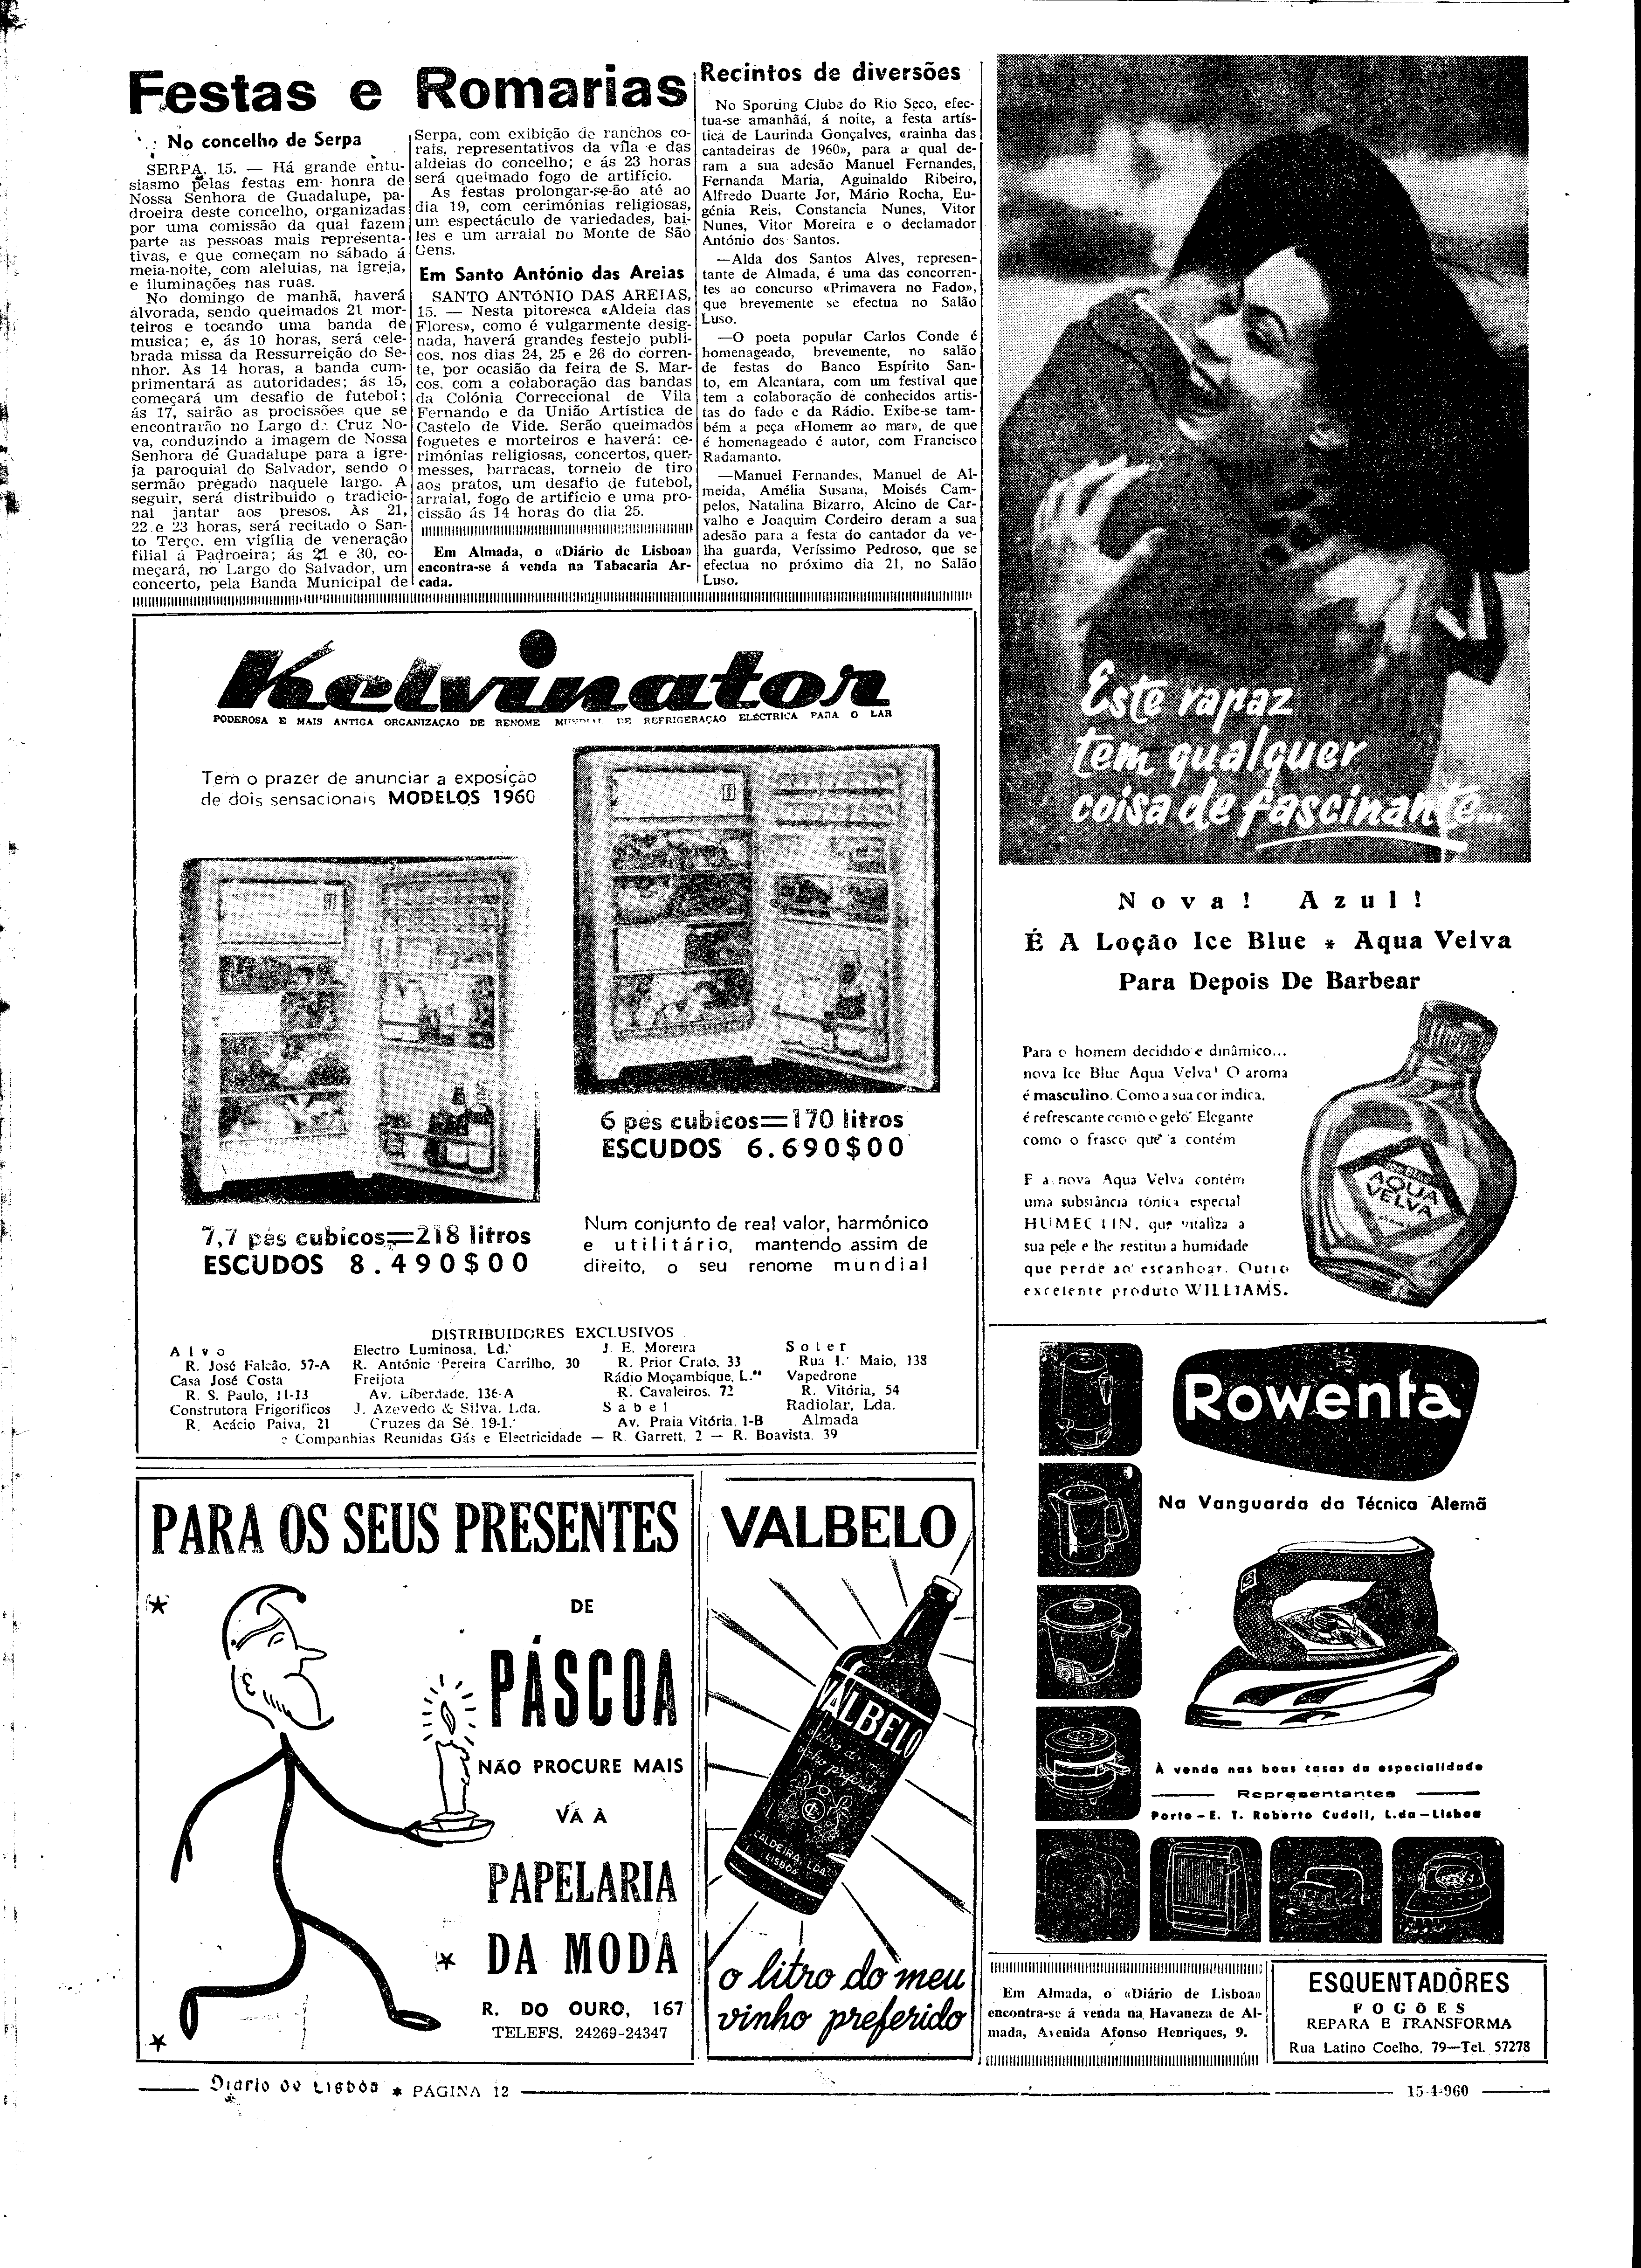 Festas e Romarias
No concelho de Serpa
SERPA, 15. — Há grande entu-
siasmo pelas festas em honra de
Nossa Senhora de Guadalupe, pa-
droeira deste concelho, organizadas
por uma comissão da qual fazem
parte as pessoas mais representa-
tivas, e que começam no sábado á
meia-noite, com aleluias, na igreja,
e iluminações nas ruas.
No domingo de manhã, haverá
alvorada, sendo queimados 21 mor-
teiros e tocando uma banda de
musica; e, ás 10 horas, será cele-
brada missa da Ressurreição do Se-
nhor. Às 14 horas, a banda cum-
primentará as autoridades; ás 15,
começará um desafio de futebol;
ás 17, sairão as procissões que se
encontrarão no Largo da Cruz No-
va, conduzindo a imagem de Nossa
Senhora de Guadalupe para a igre-
ja paroquial do Salvador, sendo o
sermão prègado naquele largo. A
seguir, será distribuido o tradicio-
nal jantar aos presos. Às 21,
22 e 23 horas, será recitado o San-
to Terço, em vigília de veneração
filial á Padroeira; ás 21 e 30, co-
meçará, no Largo do Salvador, um
concerto, pela Banda Municipal de
Serpa, com exibição de ranchos co-
rais, representativos da vila e das
aldeias do concelho; e ás 23 horas
será queimado fogo de artifício.
As festas prolongar-se-ão até ao
dia 19, com cerimónias religiosas,
um espectáculo de variedades, bai-
les e um arraial no Monte de São
Gens.
Em Santo António das Areias
SANTO ANTÓNIO DAS AREIAS,
15. — Nesta pitoresca «Aldeia das
Flores», como é vulgarmente desig-
nada, haverá grandes festejo publi-
cos, nos dias 24, 25 e 26 do corren-
te, por ocasião da feira de S. Mar-
cos, com a colaboração das bandas
da Colónia Correccional de Vila
Fernando e da União Artística de
Castelo de Vide. Serão queimados
foguetes e morteiros e haverá: ce-
rimónias religiosas, concertos, quer-
messes, barracas, torneio de tiro
aos pratos, um desafio de futebol,
arraial, fogo de artifício e uma pro-
cissão ás 14 horas do dia 25.
Em Almada, o «Diário de Lisboa»
encontra-se á venda na Tabacaria Ar-
cada.
Recintos de diversões
No Sporting Clube do Rio Seco, efec-
tua-se amanhãá, á noite, a festa artís-
tica de Laurinda Gonçalves, «rainha das
cantadeiras de 1960», para a qual de-
ram a sua adesão Manuel Fernandes,
Fernanda Maria, Aguinaldo Ribeiro,
Alfredo Duarte Jor, Mário Rocha, Eu-
génia Reis, Constancia Nunes, Vitor
Nunes, Vitor Moreira e o declamador
António dos Santos.
—Alda dos Santos Alves, represen-
tante de Almada, é uma das concorren-
tes ao concurso «Primavera no Fado»,
que brevemente se efectua no Salão
Luso.
—O poeta popular Carlos Conde é
homenageado, brevemente, no salão
de festas do Banco Espírito San-
to, em Alcantara, com um festival que
tem a colaboração de conhecidos artis-
tas do fado e da Rádio. Exibe-se tam-
bém a peça «Homem ao mar», de que
é homenageado é autor, com Francisco
Radamanto.
—Manuel Fernandes, Manuel de Al-
meida, Amélia Susana, Moisés Cam-
pelos, Natalina Bizarro, Alcino de Car-
valho e Joaquim Cordeiro deram a sua
adesão para a festa do cantador da ve-
lha guarda, Veríssimo Pedroso, que se
efectua no próximo dia 21, no Salão
Luso.
Kelvinator
PODEROSA E MAIS ANTIGA ORGANIZAÇÃO DE RENOME MUNDIAL DE REFRIGERAÇÃO ELÉCTRICA PARA O LAR
Tem o prazer de anunciar a exposição
de dois sensacionais MODELOS 1960
6 pés cubicos=170 litros
ESCUDOS 6.690$00
7,7 pés cubicos=218 litros
ESCUDOS 8.490$00
Num conjunto de real valor, harmónico
e utilitário, mantendo assim de
direito, o seu renome mundial
DISTRIBUIDORES EXCLUSIVOS
Alvo
R. José Falcão, 57-A
Casa José Costa
R. S. Paulo, 11-13
Construtora Frigoríficos
R. Acácio Paiva, 21
Electro Luminosa, Ld.ª
R. António Pereira Carrilho, 30
Freijota
Av. Liberdade, 136-A
J. Azevedo & Silva, Lda.
Cruzes da Sé, 19-1.º
J. E. Moreira
R. Prior Crato, 33
Rádio Moçambique, L.da
R. Cavaleiros, 72
Sabel
Av. Praia Vitória, 1-B
Soter
Rua 1.º Maio, 138
Vapedrone
R. Vitória, 54
Radiolar, Lda.
Almada
e Companhias Reunidas Gás e Electricidade — R. Garrett, 2 — R. Boavista, 39
PARA OS SEUS PRESENTES
DE
PÁSCOA
NÃO PROCURE MAIS
VÁ À
PAPELARIA
DA MODA
R. DO OURO, 167
TELEFS. 24269-24347
VALBELO
VALBELO
o litro do meu
vinho preferido
CALDEIRA, LDA.
LISBOA
o litro do meu
vinho preferido
Este rapaz
tem qualquer
coisa de fascinante...
Nova! Azul!
É A Loção Ice Blue * Aqua Velva
Para Depois De Barbear
Para o homem decidido e dinâmico...
nova Ice Blue Aqua Velva! O aroma
é masculino. Como a sua cor indica,
é refrescante como o gelo. Elegante
como o frasco que a contém
E a nova Aqua Velva contém
uma substância tónica especial
HUMECTIN, que vitaliza a
sua pele e lhe restitui a humidade
que perde ao escanhoar. Outro
excelente produto WILLIAMS.
Ice Blue
AQUA
VELVA
Rowenta
Na Vanguarda da Técnica Alemã
À venda nas boas casas da especialidade
Representantes
Porto – E. T. Roberto Cudell, L.da – Lisboa
Em Almada, o «Diário de Lisboa»
encontra-se á venda na Havaneza de Al-
mada, Avenida Afonso Henriques, 9.
ESQUENTADÔRES
FOGÕES
REPARA E TRANSFORMA
Rua Latino Coelho, 79—Tel. 57278
Diario de Lisboa * PAGINA 12
15-4-960